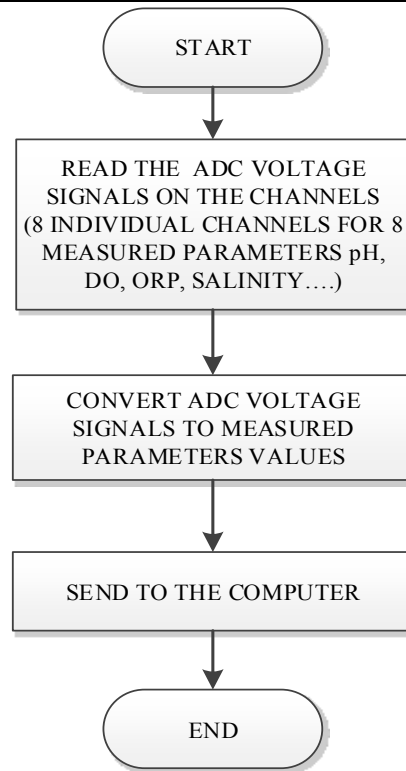 START
READ THE ADC VOLTAGE
SIGNALS ON THE CHANNELS
(8 INDIVIDUAL CHANNELS FOR 8
MEASURED PARAMETERS pH,
DO, ORP, SALINITY….)
CONVERT ADC VOLTAGE
SIGNALS TO MEASURED
PARAMETERS VALUES
SEND TO THE COMPUTER
END